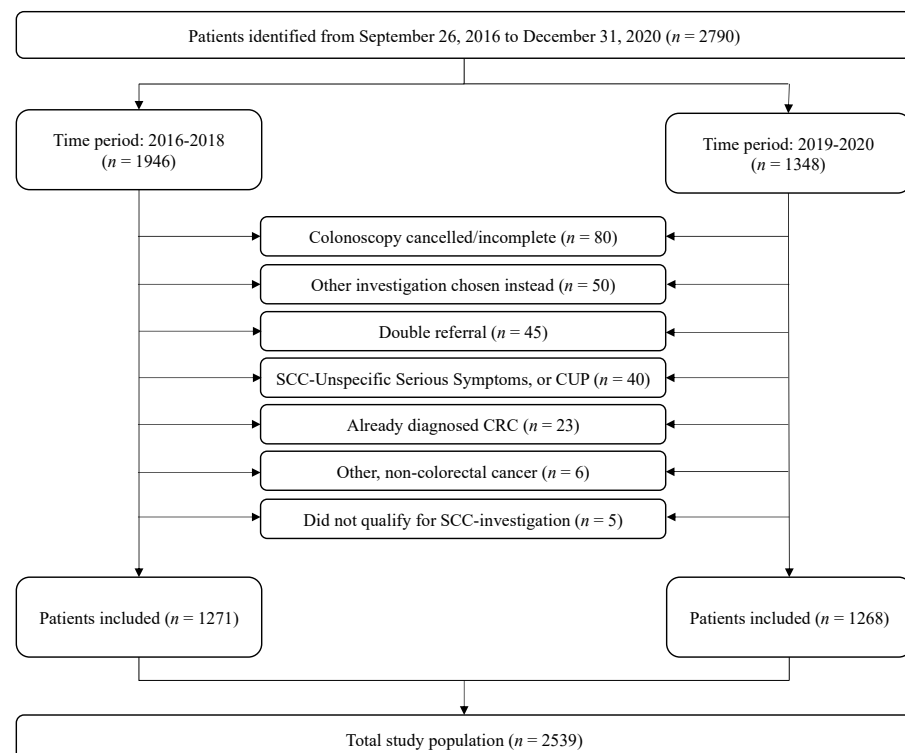 Patients identified from September 26, 2016 to December 31, 2020 (n = 2790)
Time period: 2016-2018
(n = 1946)
Time period: 2019-2020
(n = 1348)
Colonoscopy cancelled/incomplete (n = 80)
Other investigation chosen instead (n = 50)
Double referral (n = 45)
SCC-Unspecific Serious Symptoms, or CUP (n = 40)
Already diagnosed CRC (n = 23)
Other, non-colorectal cancer (n = 6)
Did not qualify for SCC-investigation (n = 5)
Patients included (n = 1271)
Patients included (n = 1268)
Total study population (n = 2539)